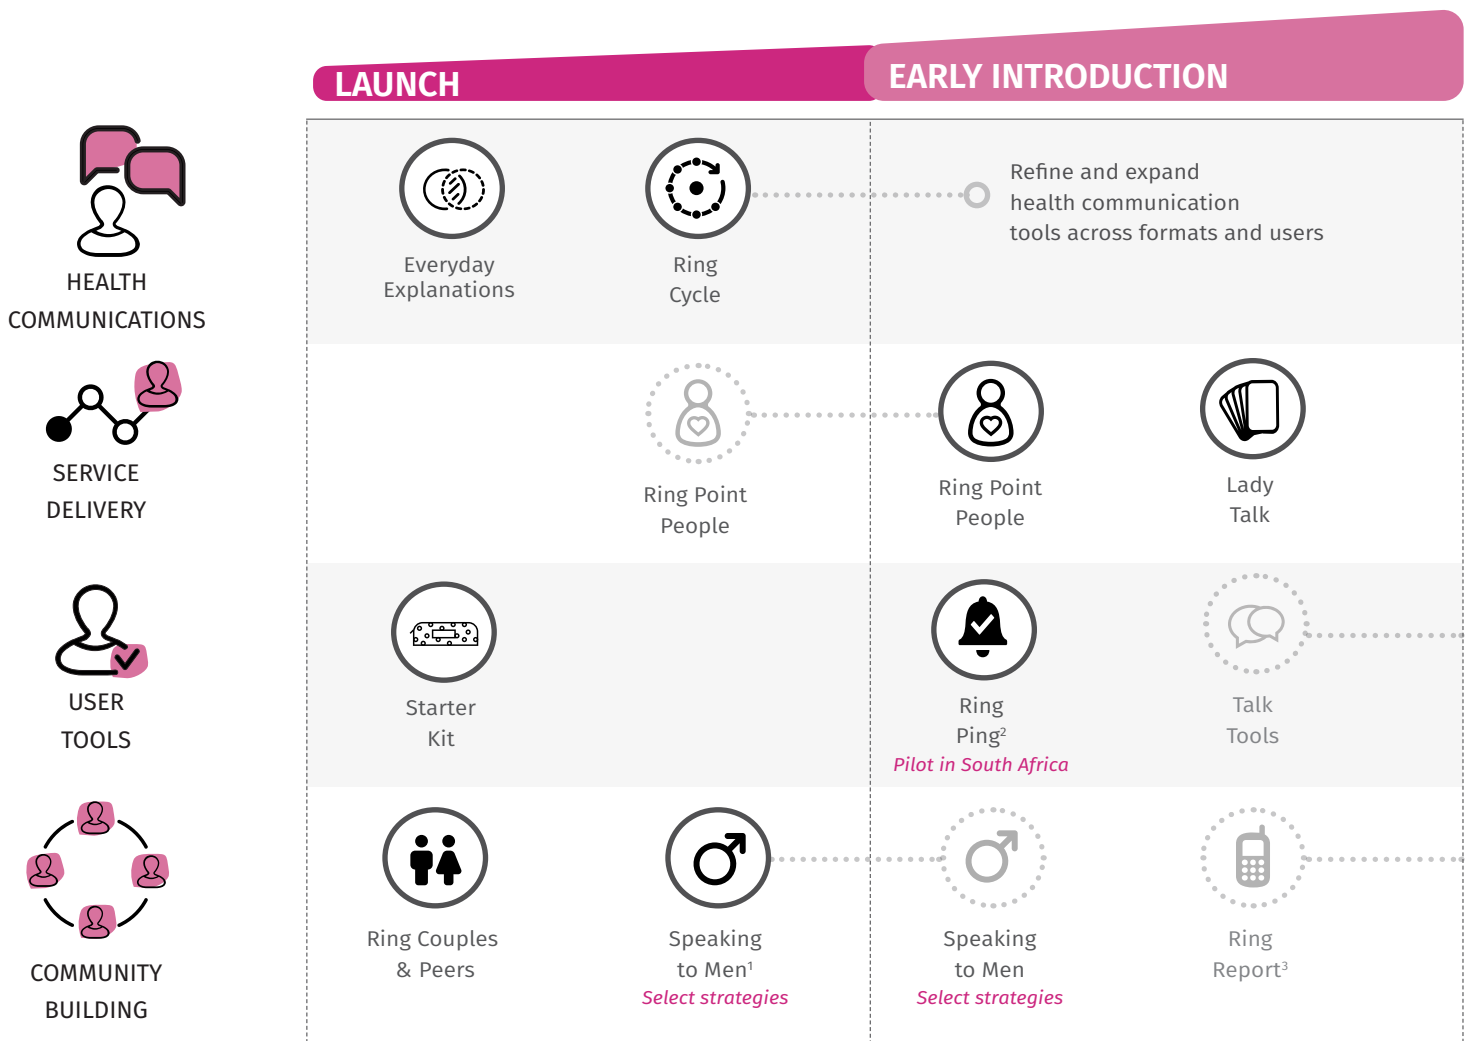 LAUNCH
EARLY INTRODUCTION
HEALTH
COMMUNICATIONS
Everyday
Explanations
Ring
Cycle
Refine and expand
health communication
tools across formats and users
SERVICE
DELIVERY
Ring Point
People
Ring Point
People
Lady
Talk
USER
TOOLS
Starter
Kit
Ring
Ping²
Pilot in South Africa
Talk
Tools
COMMUNITY
BUILDING
Ring Couples
& Peers
Speaking
to Men¹
Select strategies
Speaking
to Men
Select strategies
Ring
Report³